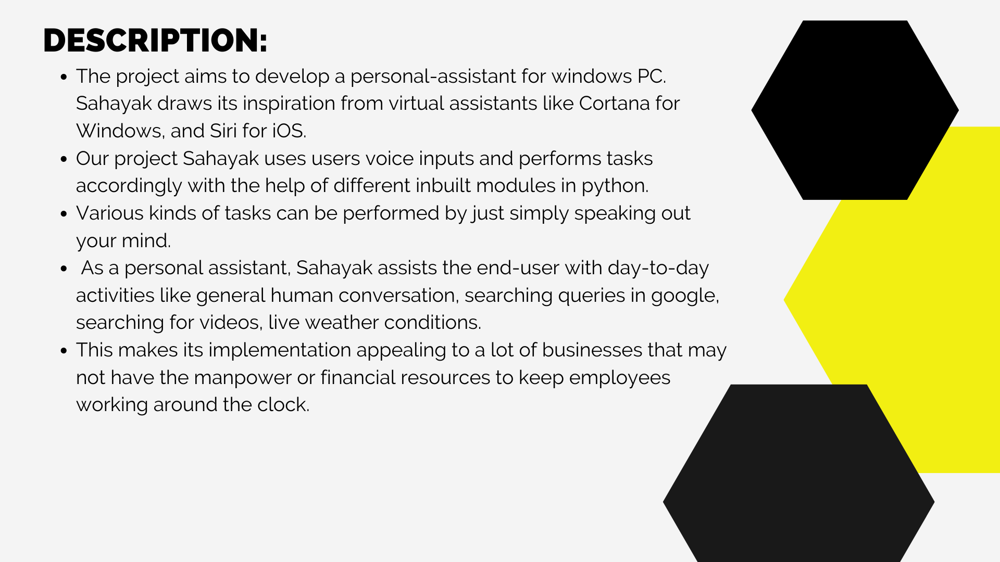 DESCRIPTION:
• The project aims to develop a personal-assistant for windows PC.
Sahayak draws its inspiration from virtual assistants like Cortana for
Windows, and Siri for iOS.
• Our project Sahayak uses users voice inputs and performs tasks
accordingly with the help of different inbuilt modules in python.
• Various kinds of tasks can be performed by just simply speaking out
your mind.
• As a personal assistant, Sahayak assists the end-user with day-to-day
activities like general human conversation, searching queries in google,
searching for videos, live weather conditions.
• This makes its implementation appealing to a lot of businesses that may
not have the manpower or financial resources to keep employees
working around the clock.